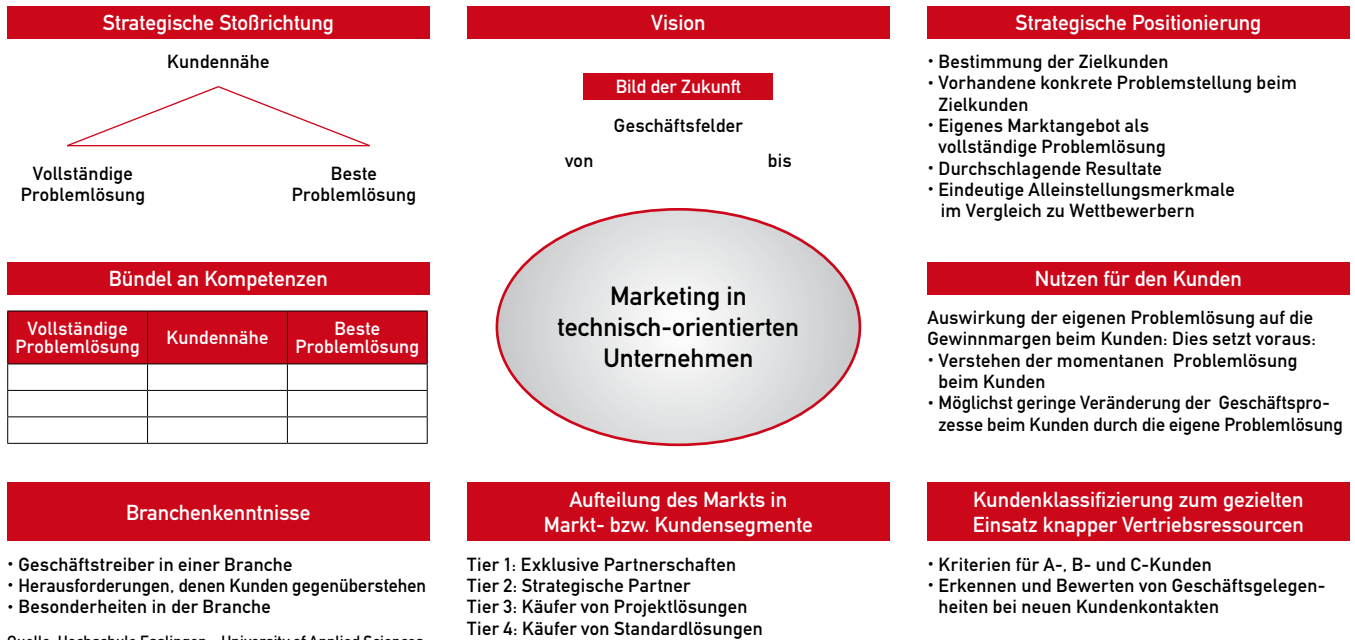 Strategische Stoßrichtung
Kundennähe
Vollständige
Problemlösung
Beste
Problemlösung
Vision
Bild der Zukunft
Geschäftsfelder
von bis
Strategische Positionierung
· Bestimmung der Zielkunden
· Vorhandene konkrete Problemstellung beim
Zielkunden
· Eigenes Marktangebot als
vollständige Problemlösung
· Durchschlagende Resultate
· Eindeutige Alleinstellungsmerkmale
im Vergleich zu Wettbewerbern
Bündel an Kompetenzen
Vollständige
Problemlösung
Kundennähe
Beste
Problemlösung
Marketing in
technisch-orientierten
Unternehmen
Nutzen für den Kunden
Auswirkung der eigenen Problemlösung auf die
Gewinnmargen beim Kunden: Dies setzt voraus:
· Verstehen der momentanen Problemlösung
beim Kunden
· Möglichst geringe Veränderung der Geschäftspro-
zesse beim Kunden durch die eigene Problemlösung
Branchenkenntnisse
· Geschäftstreiber in einer Branche
· Herausforderungen, denen Kunden gegenüberstehen
· Besonderheiten in der Branche
Quelle: Hochschule Esslingen – University of Applied Sciences
Aufteilung des Markts in
Markt- bzw. Kundensegmente
Tier 1: Exklusive Partnerschaften
Tier 2: Strategische Partner
Tier 3: Käufer von Projektlösungen
Tier 4: Käufer von Standardlösungen
Kundenklassifizierung zum gezielten
Einsatz knapper Vertriebsressourcen
· Kriterien für A-, B- und C-Kunden
· Erkennen und Bewerten von Geschäftsgelegen-
heiten bei neuen Kundenkontakten